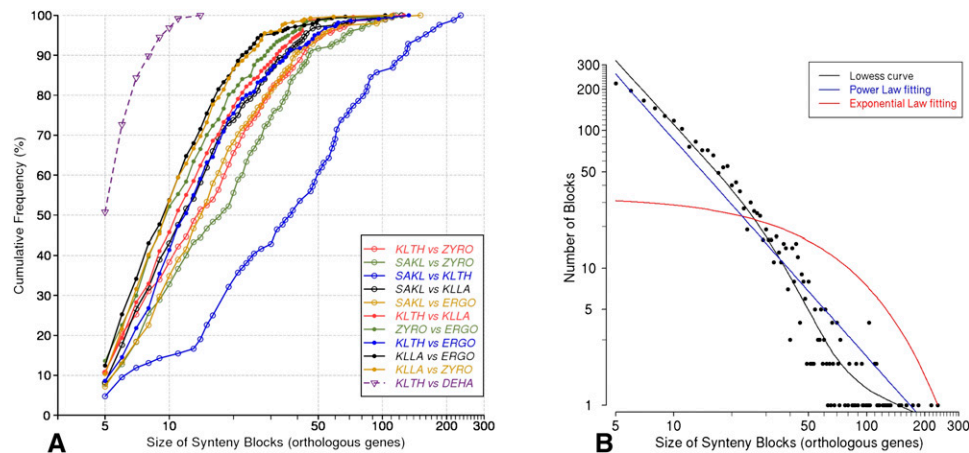 100
90
80
70
60
50
40
30
20
10
0
Cumulative Frequency (%)
5
10
50
100
200
300
Size of Synteny Blocks (orthologous genes)
A
KLTH vs ZYRO
SAKL vs ZYRO
SAKL vs KLTH
SAKL vs KLLA
SAKL vs ERGO
KLTH vs KLLA
ZYRO vs ERGO
KLTH vs ERGO
KLLA vs ERGO
KLLA vs ZYRO
KLTH vs DEHA
300
200
100
50
10
5
1
Number of Blocks
5
10
50
100
200
300
Size of Synteny Blocks (orthologous genes)
B
Lowess curve
Power Law fitting
Exponential Law fitting